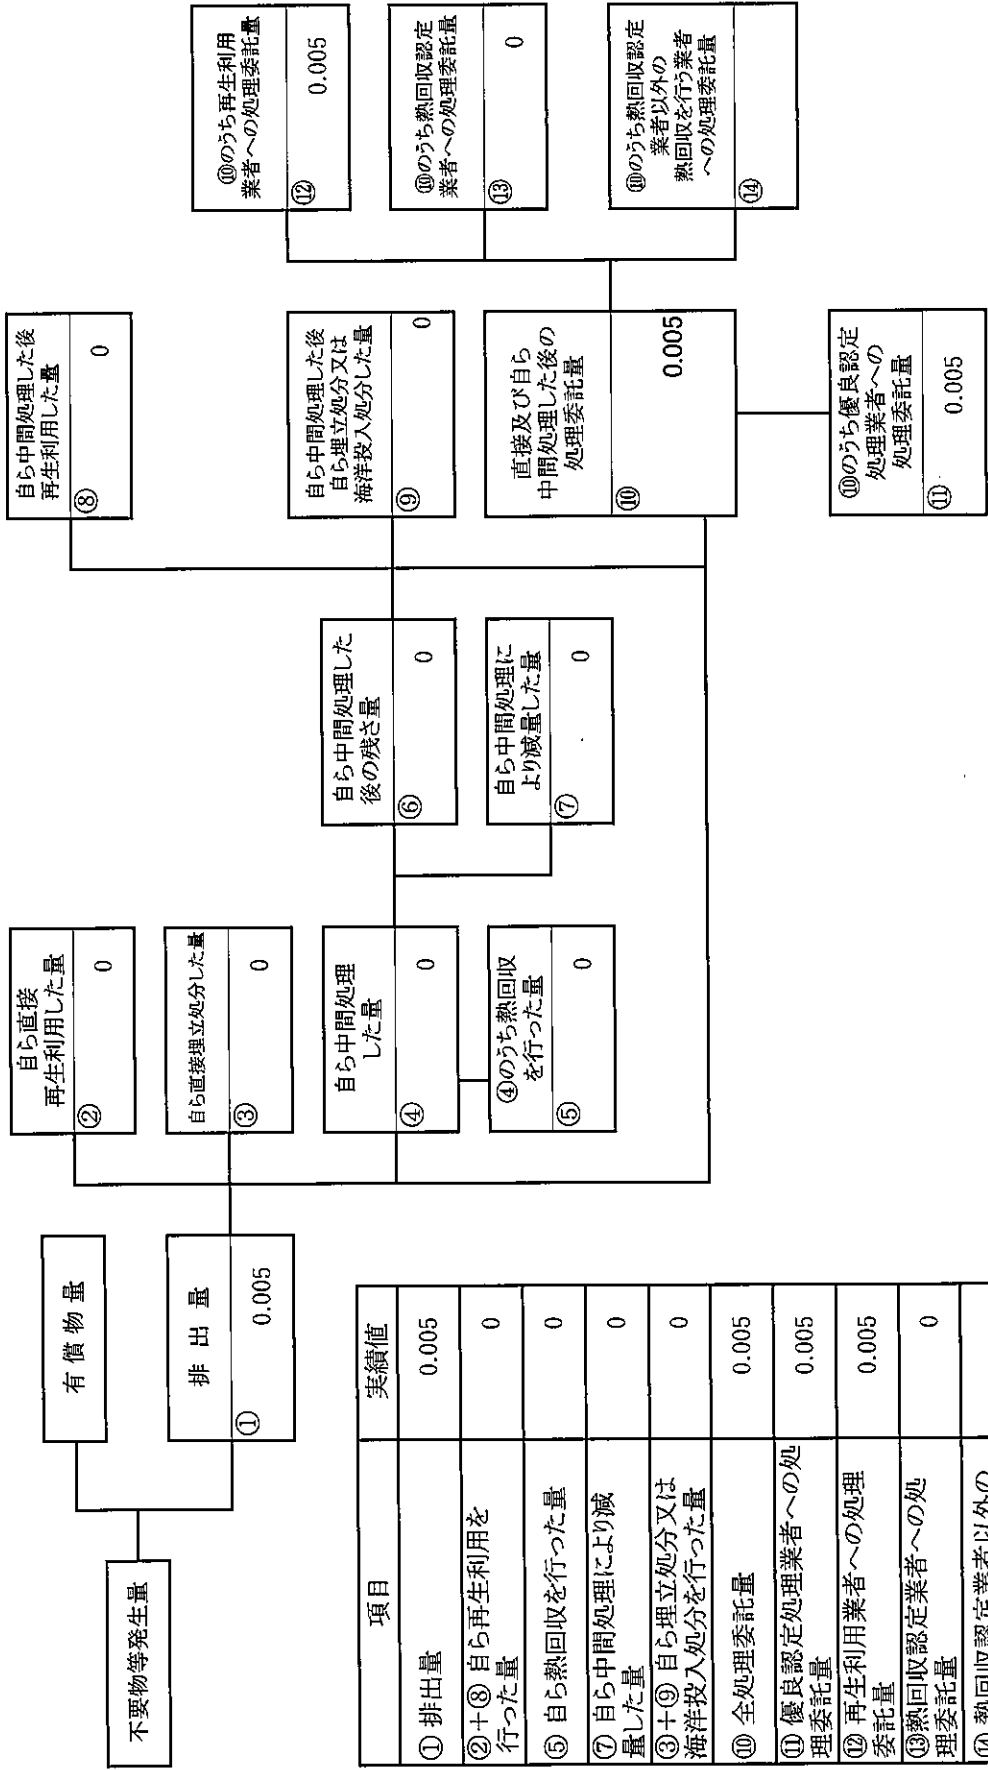 不要物等発生量
有償物量
排出量
①
0.005
自ら直接
再生利用した量
②
0
自ら直接埋立処分した量
③
0
自ら中間処理
した量
④
0
④のうち熱回収
を行った量
⑤
0
自ら中間処理した
後の残さ量
⑥
0
自ら中間処理に
より減量した量
⑦
0
自ら中間処理した後
再生利用した量
⑧
0
自ら中間処理した後
自ら埋立処分又は
海洋投入処分した量
⑨
0
直接及び自ら
中間処理した後の
処理委託量
⑩
0.005
⑩のうち優良認定
処理業者への
処理委託量
⑪
0.005
⑩のうち再生利用
業者への処理委託量
⑫
0.005
⑩のうち熱回収認定
業者への処理委託量
⑬
0
⑩のうち熱回収認定
業者以外の
熱回収を行う業者
への処理委託量
⑭
項目
実績値
① 排出量
0.005
②+⑧ 自ら再生利用を
行った量
0
⑤ 自ら熱回収を行った量
0
⑦ 自ら中間処理により減
量した量
0
③+⑨ 自ら埋立処分又は
海洋投入処分を行った量
0
⑩ 全処理委託量
0.005
⑪ 優良認定処理業者への処
理委託量
0.005
⑫ 再生利用業者への処理
委託量
0.005
⑬熱回収認定業者への処
理委託量
0
⑭ 熱回収認定業者以外の